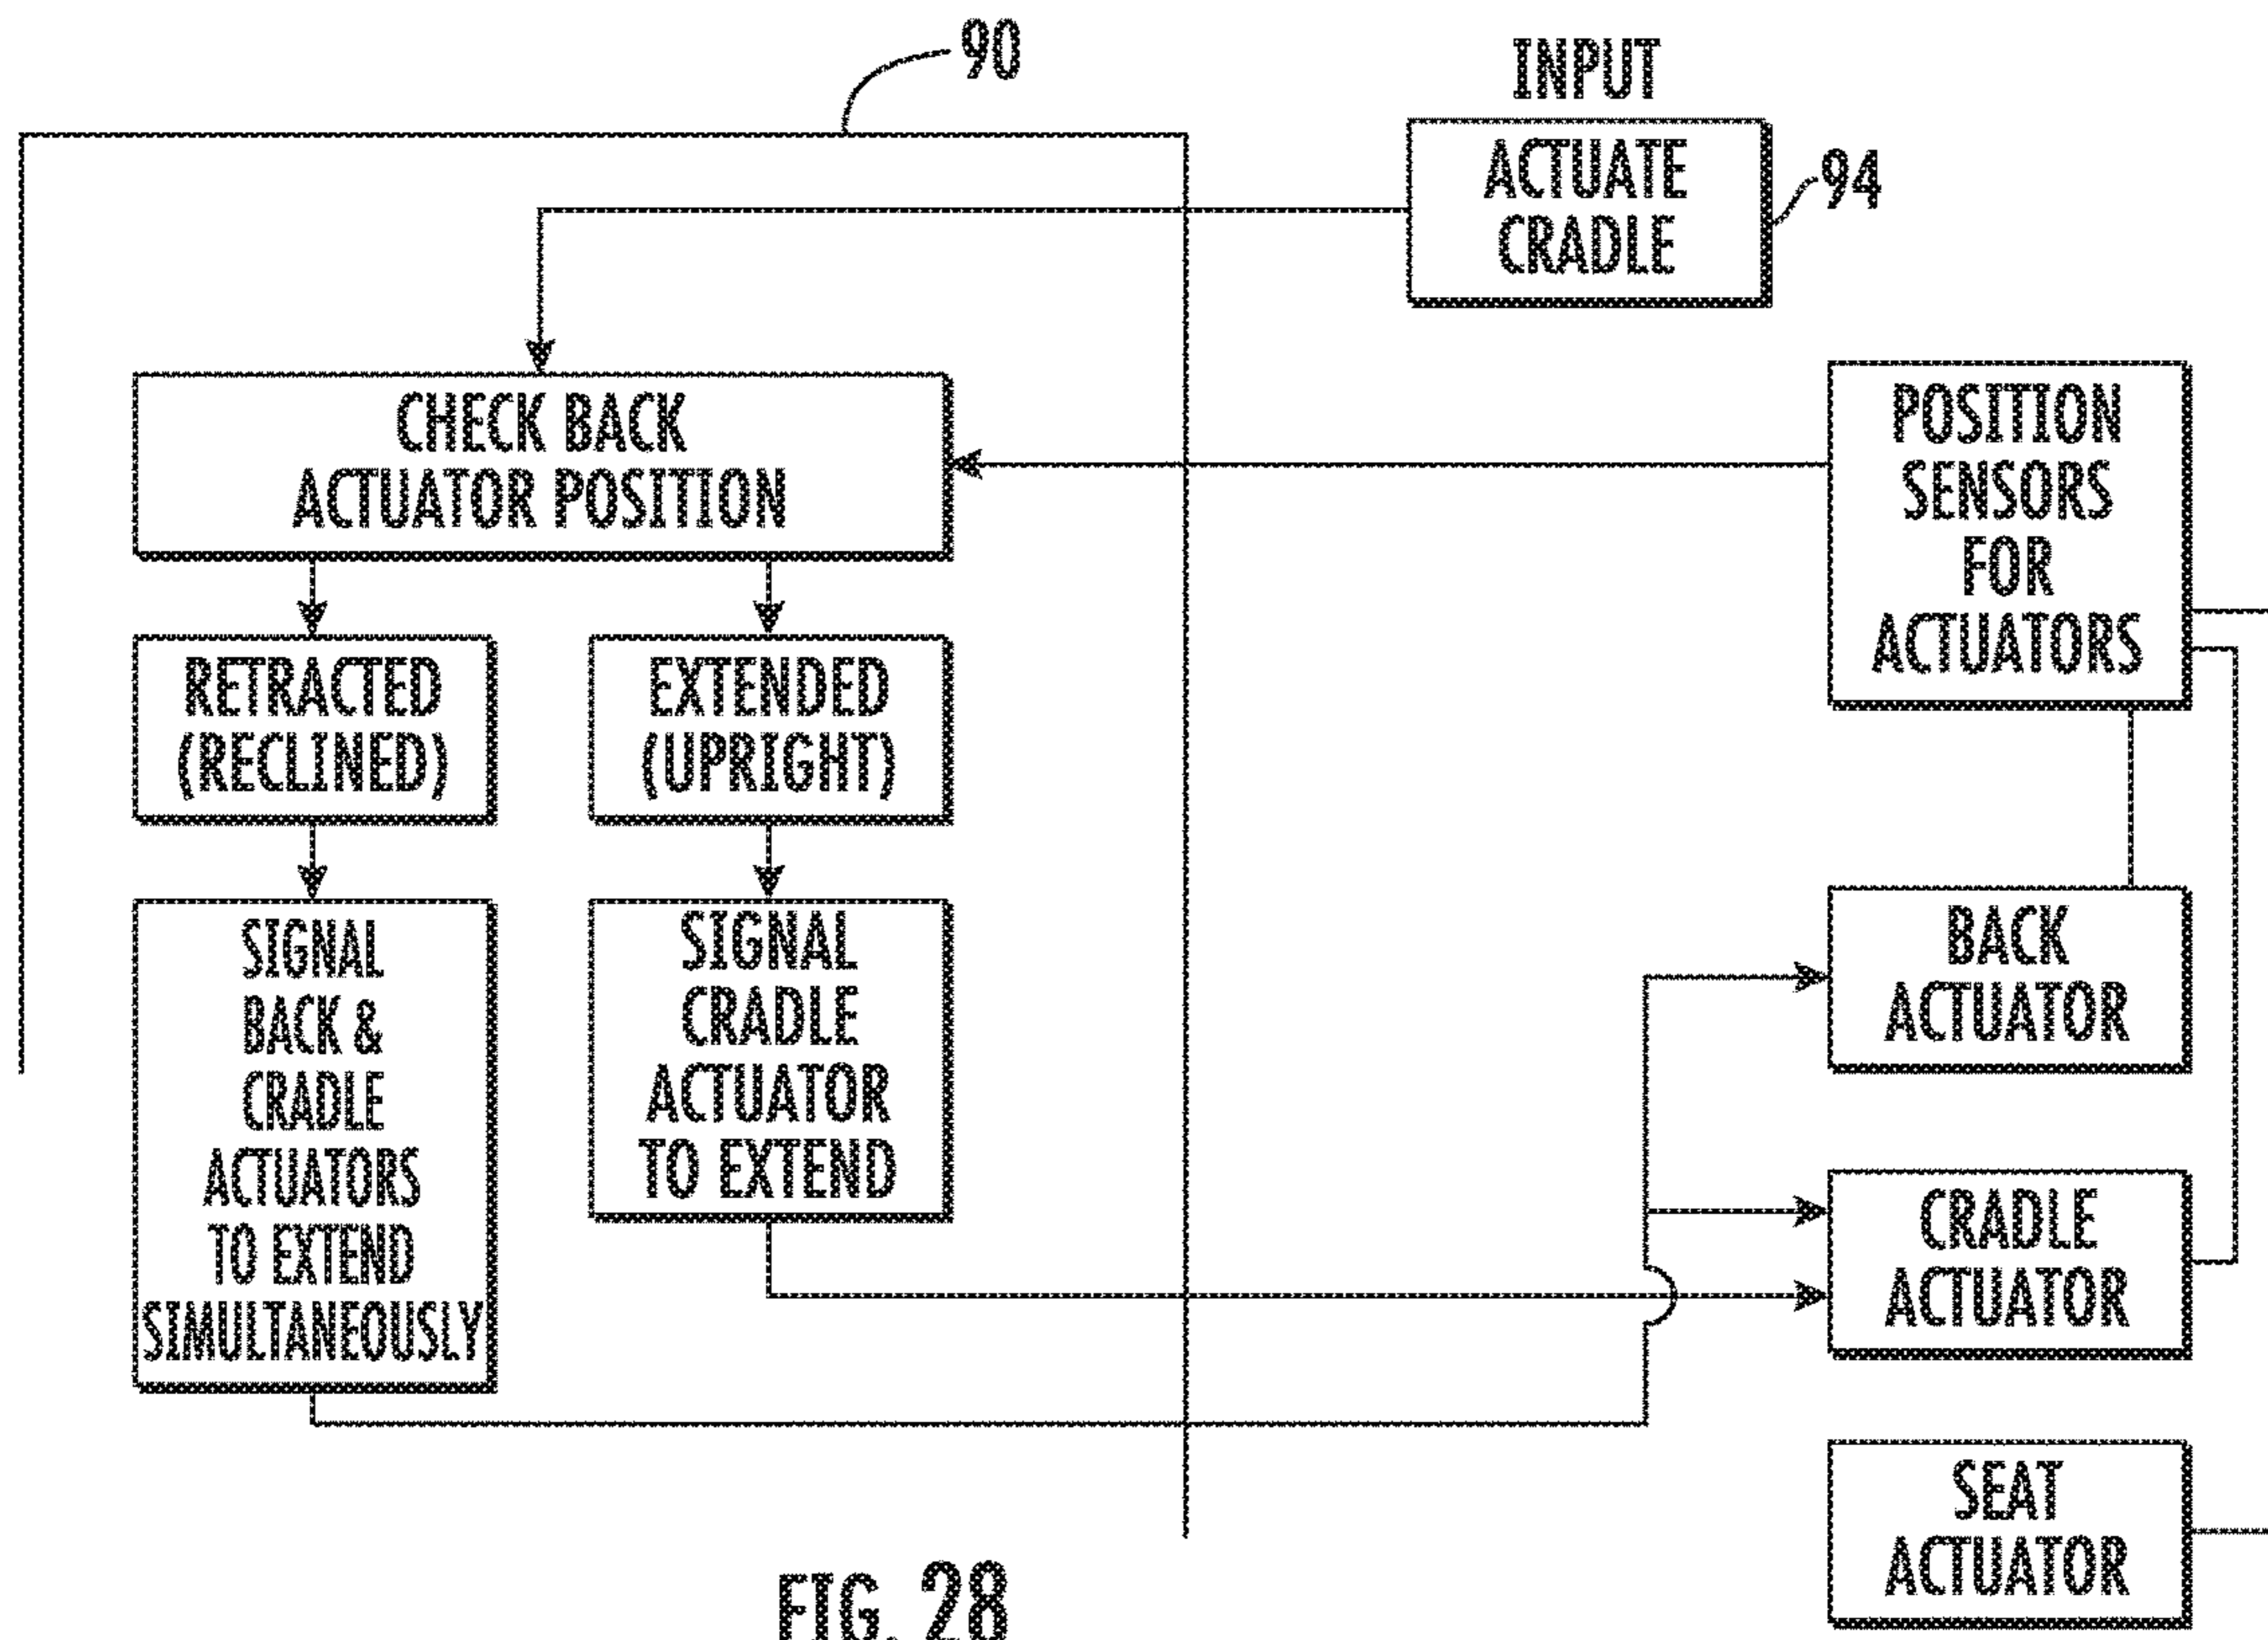 90
INPUT
ACTUATE
CRADLE
94
CHECK BACK
ACTUATOR POSITION
POSITION
SENSORS
FOR
ACTUATORS
RETRACTED
(RECLINED)
EXTENDED
(UPRIGHT)
SIGNAL
BACK &
CRADLE
ACTUATORS
TO EXTEND
SIMULTANEOUSLY
SIGNAL
CRADLE
ACTUATOR
TO EXTEND
BACK
ACTUATOR
CRADLE
ACTUATOR
SEAT
ACTUATOR
FIG. 28